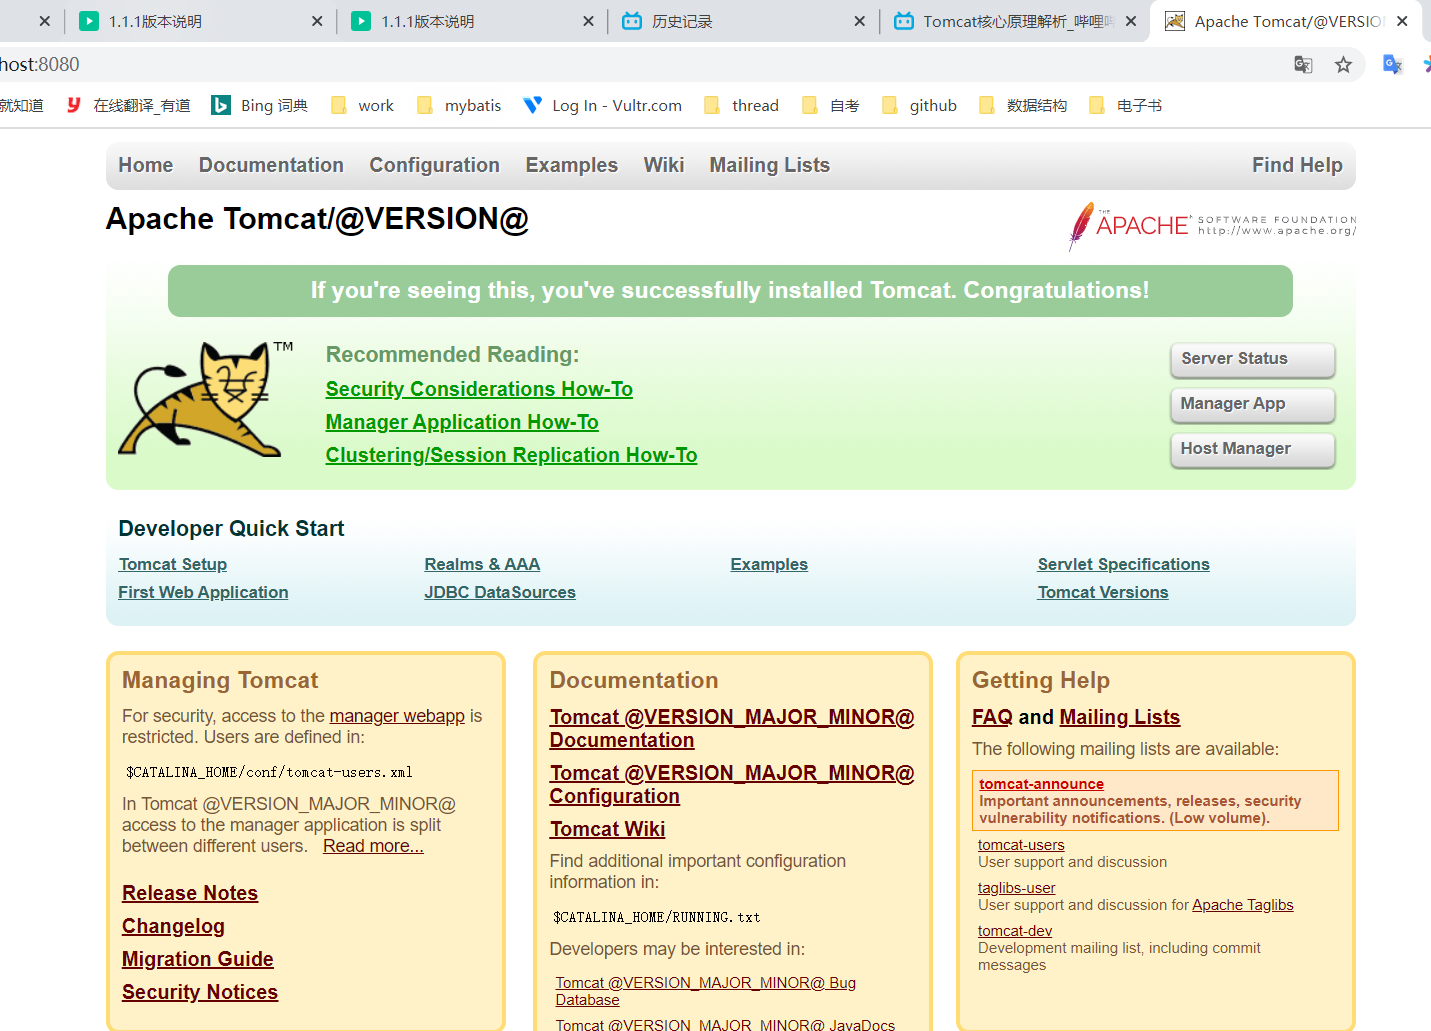 1.1.1版本说明
1.1.1版本说明
历史记录
Tomcat核心原理解析_哔哩
Apache Tomcat/@VERSIO
host:8080
就知道
在线翻译_有道
Bing 词典
work
mybatis
Log In - Vultr.com
thread
自考
github
数据结构
电子书
Home Documentation Configuration Examples Wiki Mailing Lists Find Help
Apache Tomcat/@VERSION@
THE APACHE SOFTWARE FOUNDATION
http://www.apache.org/
If you're seeing this, you've successfully installed Tomcat. Congratulations!
TM
Recommended Reading:
Security Considerations How-To
Manager Application How-To
Clustering/Session Replication How-To
Server Status
Manager App
Host Manager
Developer Quick Start
Tomcat Setup
First Web Application
Realms & AAA
JDBC DataSources
Examples
Servlet Specifications
Tomcat Versions
Managing Tomcat
For security, access to the manager webapp is
restricted. Users are defined in:
$CATALINA_HOME/conf/tomcat-users.xml
In Tomcat @VERSION_MAJOR_MINOR@
access to the manager application is split
between different users. Read more...
Release Notes
Changelog
Migration Guide
Security Notices
Documentation
Tomcat @VERSION_MAJOR_MINOR@
Documentation
Tomcat @VERSION_MAJOR_MINOR@
Configuration
Tomcat Wiki
Find additional important configuration
information in:
$CATALINA_HOME/RUNNING.txt
Developers may be interested in:
Tomcat @VERSION_MAJOR_MINOR@ Bug
Database
Tomcat @VERSION_MAJOR_MINOR@ JavaDocs
Getting Help
FAQ and Mailing Lists
The following mailing lists are available:
tomcat-announce
Important announcements, releases, security
vulnerability notifications. (Low volume).
tomcat-users
User support and discussion
taglibs-user
User support and discussion for Apache Taglibs
tomcat-dev
Development mailing list, including commit
messages